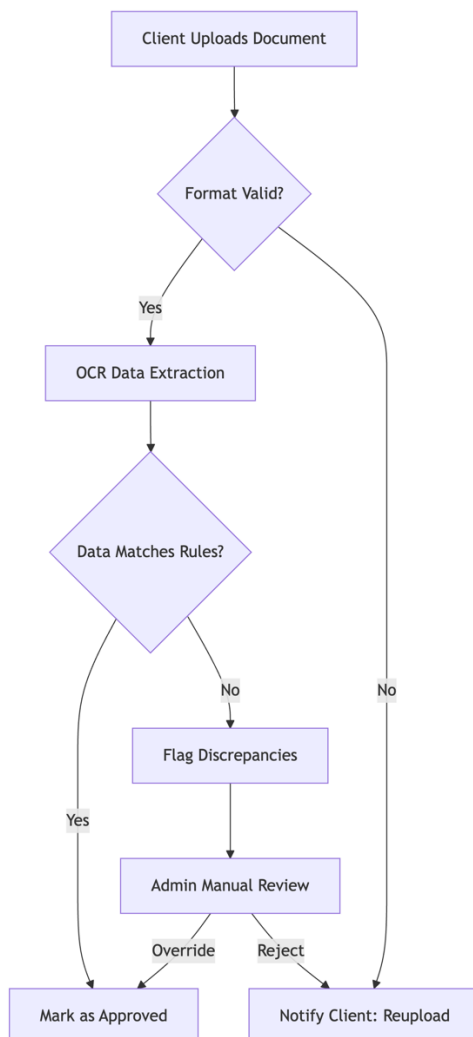 Client Uploads Document
Format Valid?
Yes
OCR Data Extraction
Data Matches Rules?
No
No
Flag Discrepancies
Yes
Admin Manual Review
Override
Reject
Mark as Approved
Notify Client: Reupload